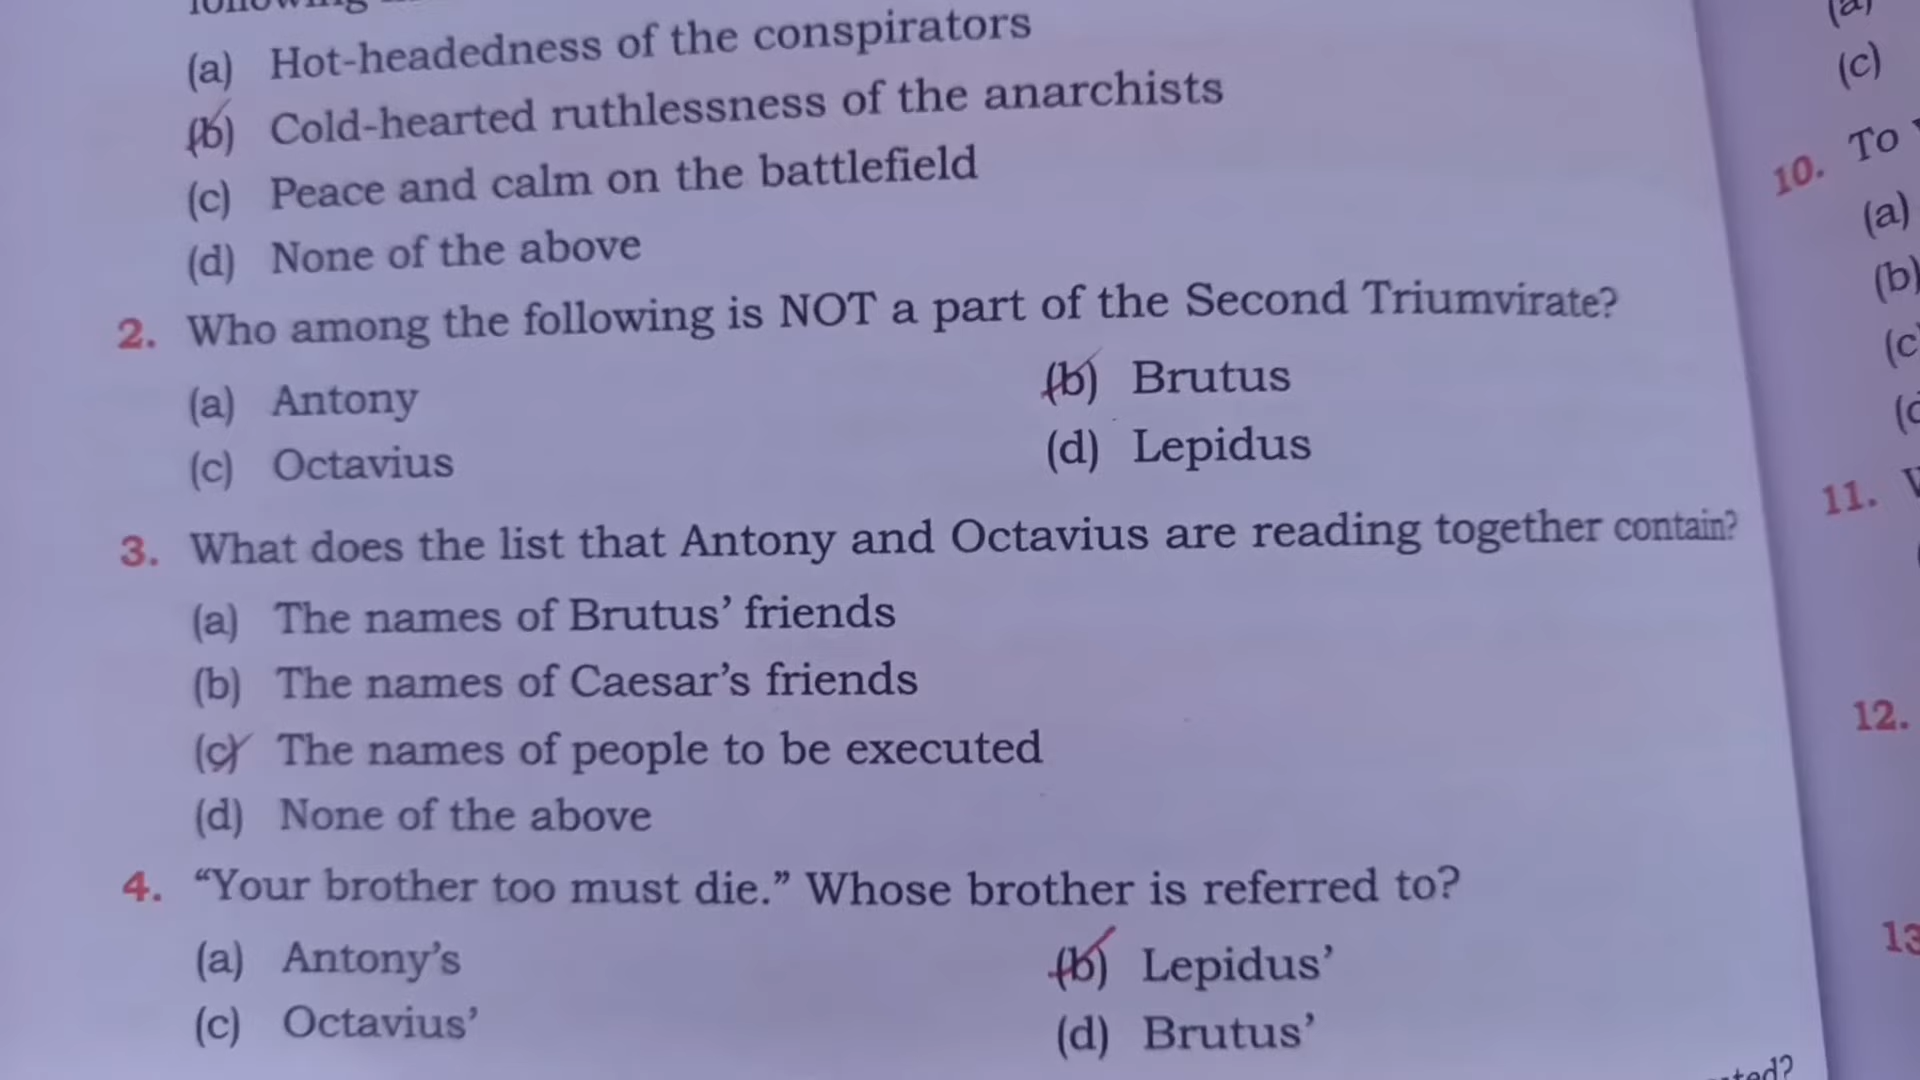 following
(a) Hot-headedness of the conspirators
(b) Cold-hearted ruthlessness of the anarchists
(c) Peace and calm on the battlefield
(d) None of the above
2. Who among the following is NOT a part of the Second Triumvirate?
(a) Antony
(b) Brutus
(c) Octavius
(d) Lepidus
3. What does the list that Antony and Octavius are reading together contain?
(a) The names of Brutus’ friends
(b) The names of Caesar’s friends
(c) The names of people to be executed
(d) None of the above
4. “Your brother too must die.” Whose brother is referred to?
(a) Antony’s
(b) Lepidus’
(c) Octavius’
(d) Brutus’
(a)
(c)
10. To
(a)
(b)
(c
11.
12.
13